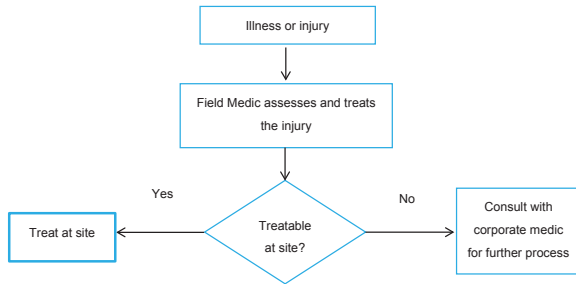 Illness or injury
Field Medic assesses and treats
the injury
Yes
No
Treat at site
Treatable
at site?
Consult with
corporate medic
for further process